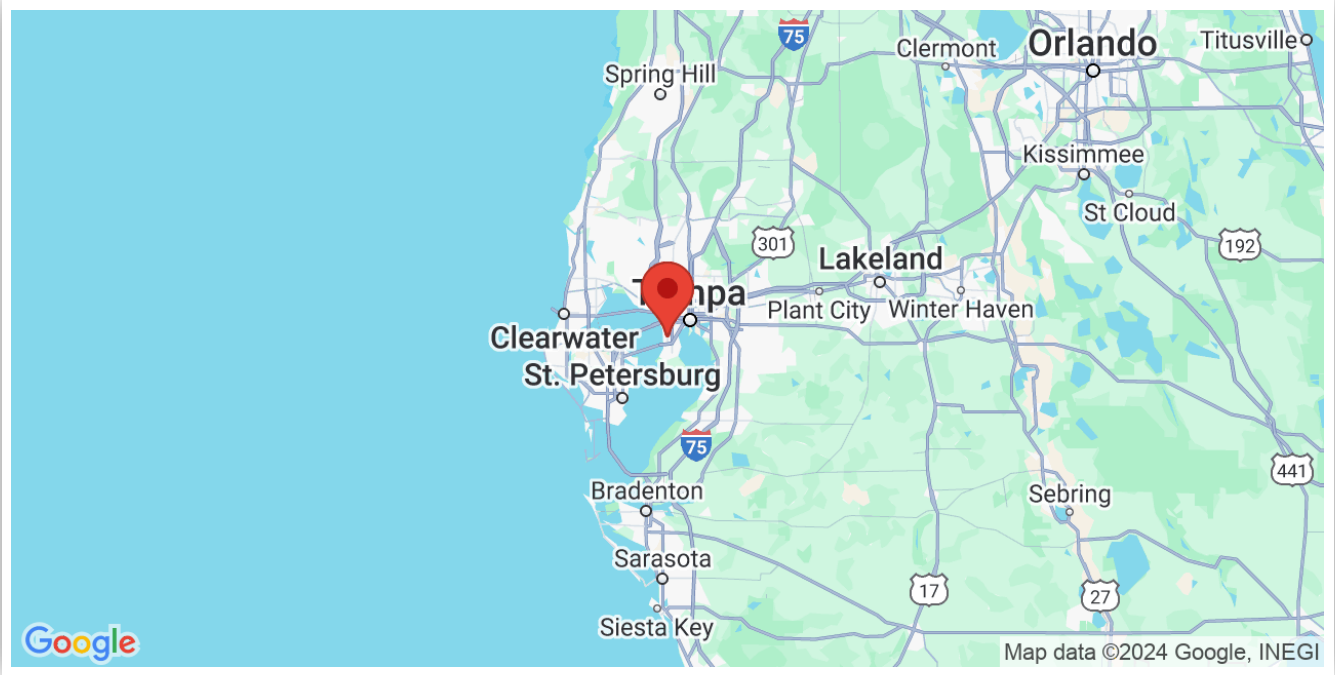 75
Clermont
Orlando
Titusville
Spring Hill
Kissimmee
St Cloud
301
192
Lakeland
Tampa
Plant City
Winter Haven
Clearwater
St. Petersburg
75
441
Bradenton
Sebring
Sarasota
17
27
Siesta Key
Google
Map data ©2024 Google, INEGI